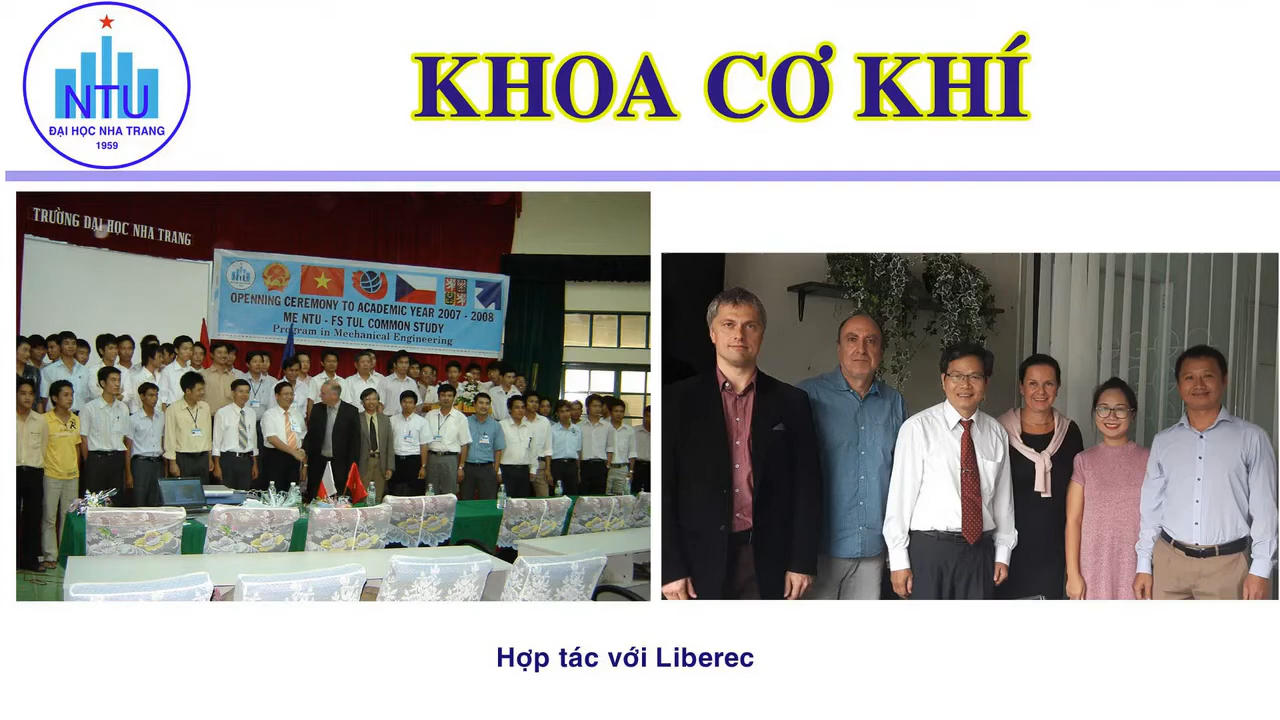 NTU
ĐẠI HỌC NHA TRANG
1959
KHOA CƠ KHÍ
TRƯỜNG ĐẠI HỌC NHA TRANG
OPENNING CEREMONY TO ACADEMIC YEAR 2007 - 2008
ME NTU - FS TUL COMMON STUDY
Program in Mechanical Engineering
Hợp tác với Liberec